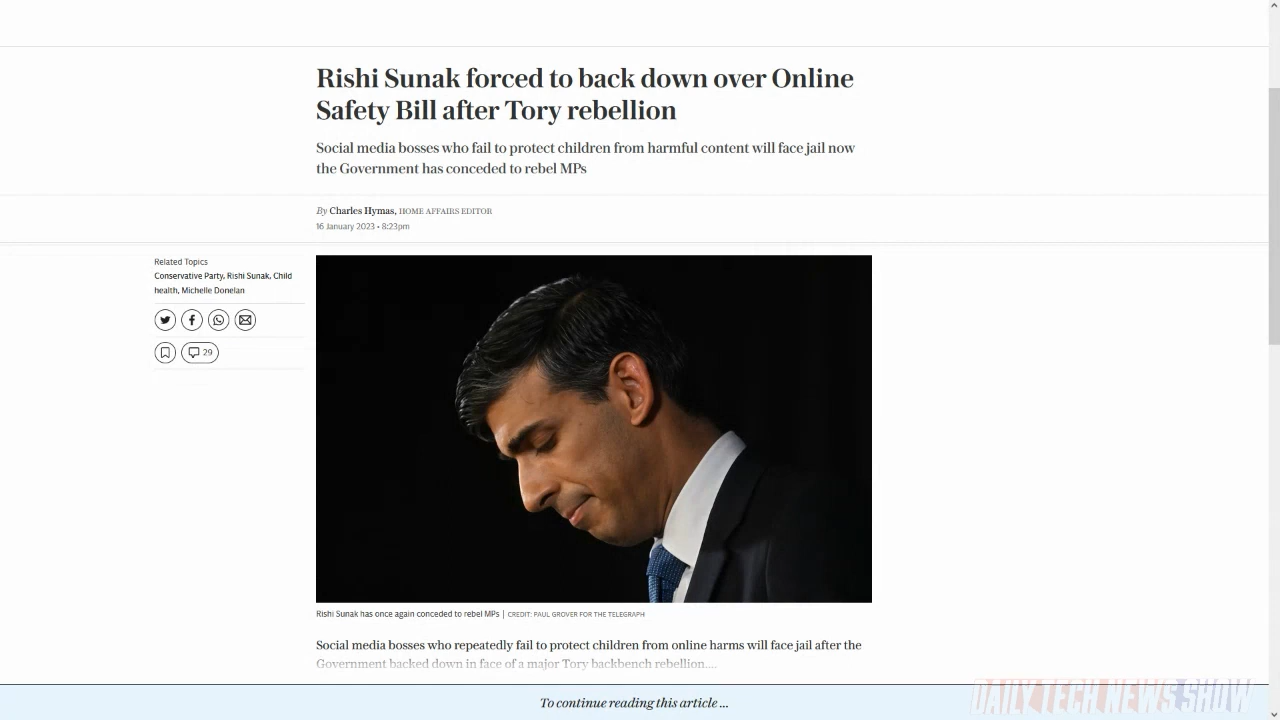 Rishi Sunak forced to back down over Online
Safety Bill after Tory rebellion
Social media bosses who fail to protect children from harmful content will face jail now
the Government has conceded to rebel MPs
By Charles Hymas, HOME AFFAIRS EDITOR
16 January 2023 • 8:23pm
Related Topics
Conservative Party, Rishi Sunak, Child
health, Michelle Donelan
29
Rishi Sunak has once again conceded to rebel MPs | CREDIT: PAUL GROVER FOR THE TELEGRAPH
Social media bosses who repeatedly fail to protect children from online harms will face jail after the
Government backed down in face of a major Tory backbench rebellion....
To continue reading this article ...
DAILY TECH NEWS SHOW